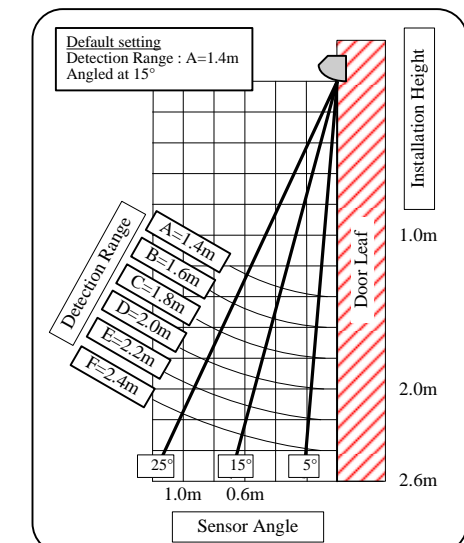 Default setting
Detection Range : A=1.4m
Angled at 15°
Installation Height
1.0m
Door Leaf
Detection Range
A=1.4m
B=1.6m
C=1.8m
D=2.0m
E=2.2m
F=2.4m
2.0m
25°
15°
5°
2.6m
1.0m
0.6m
Sensor Angle